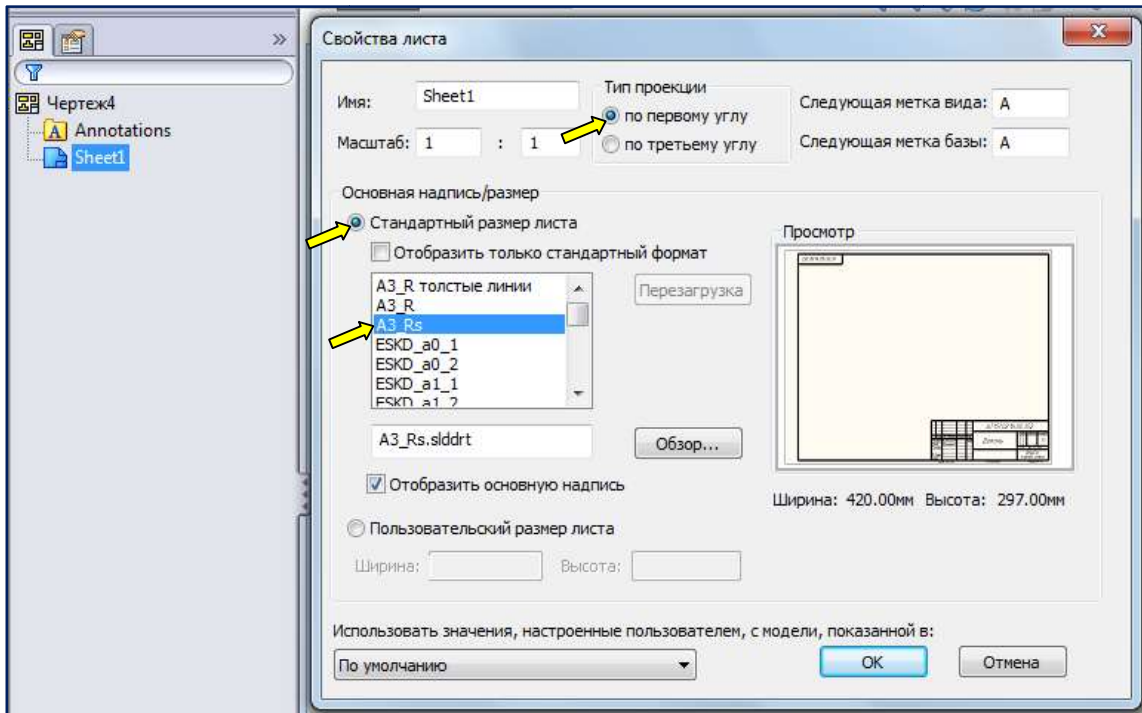 Свойства листа
Чертеж4
Annotations
Sheet1
Имя:
Sheet1
Масштаб: 1 : 1
Тип проекции
по первому углу
по третьему углу
Следующая метка вида: A
Следующая метка базы: A
Основная надпись/размер
Стандартный размер листа
Отобразить только стандартный формат
A3_R толстые линии
A3_R
A3_Rs
ESKD_a0_1
ESKD_a0_2
ESKD_a1_1
ESKD_a1_2
Перезагрузка
A3_Rs.slddrt
Обзор...
Отобразить основную надпись
Просмотр
Ширина: 420.00мм Высота: 297.00мм
Пользовательский размер листа
Ширина:
Высота:
Использовать значения, настроенные пользователем, с модели, показанной в:
По умолчанию
OK
Отмена